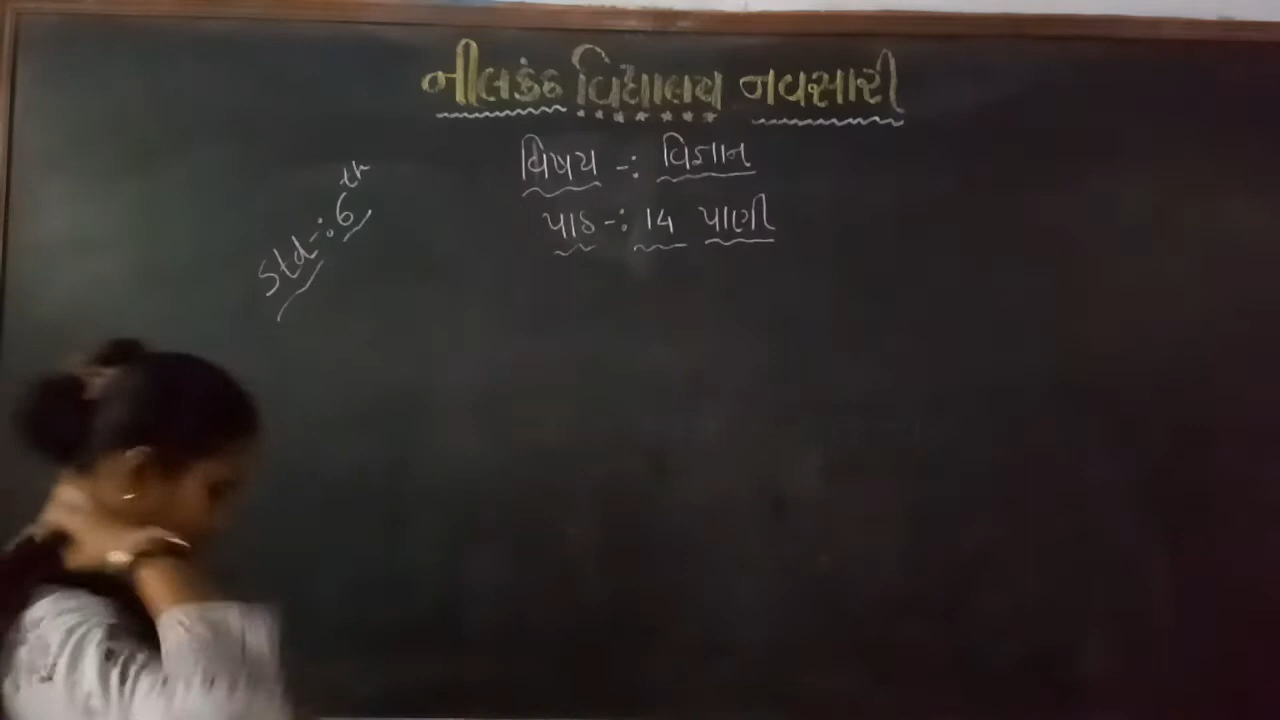 નીલકંઠ વિદ્યાલય નવસારી
વિષય -: વિજ્ઞાન
પાઠ -: 14 પાણી
Std -: 6th